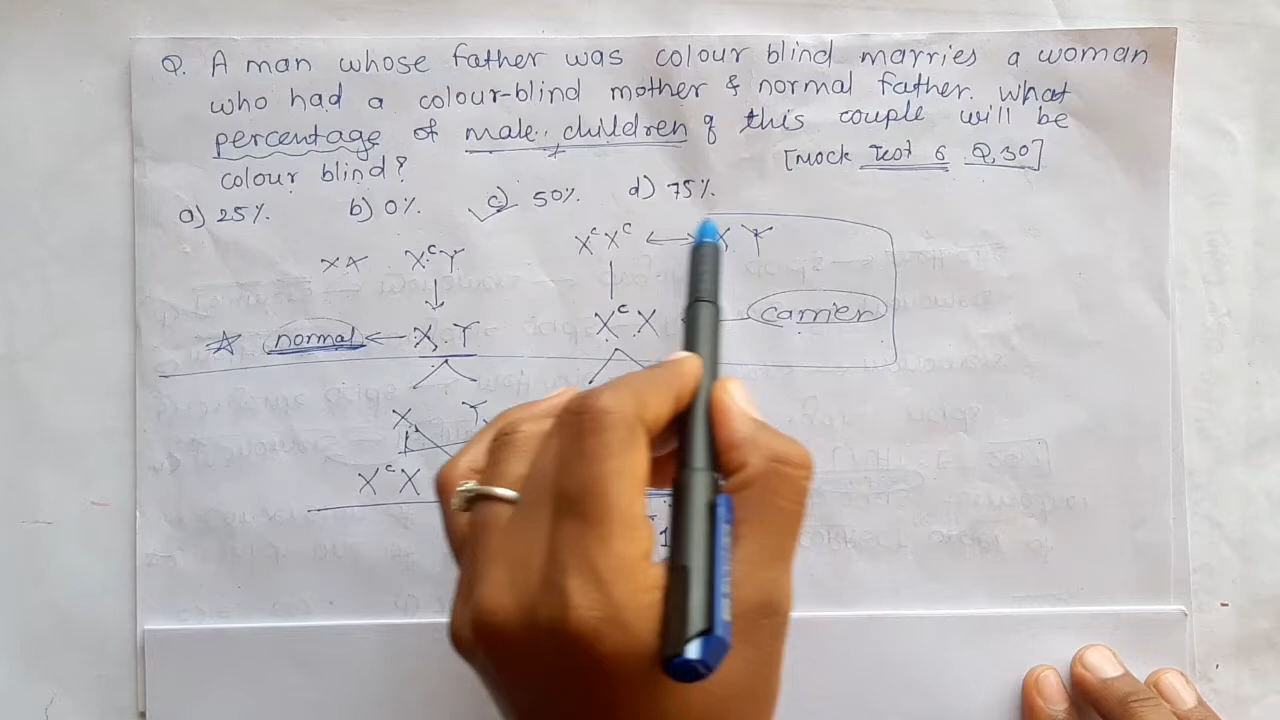 Q. A man whose father was colour blind marries a woman
who had a colour-blind mother & normal father. What
percentage of male children of this couple will be
colour blind?
[Mock Test 6 Q.30]
a) 25%. b) 0%. c) 50%. d) 75%.
XX XᶜY XᶜXᶜ X Y
normal X Y XᶜX carrier
X Y
XᶜX
1